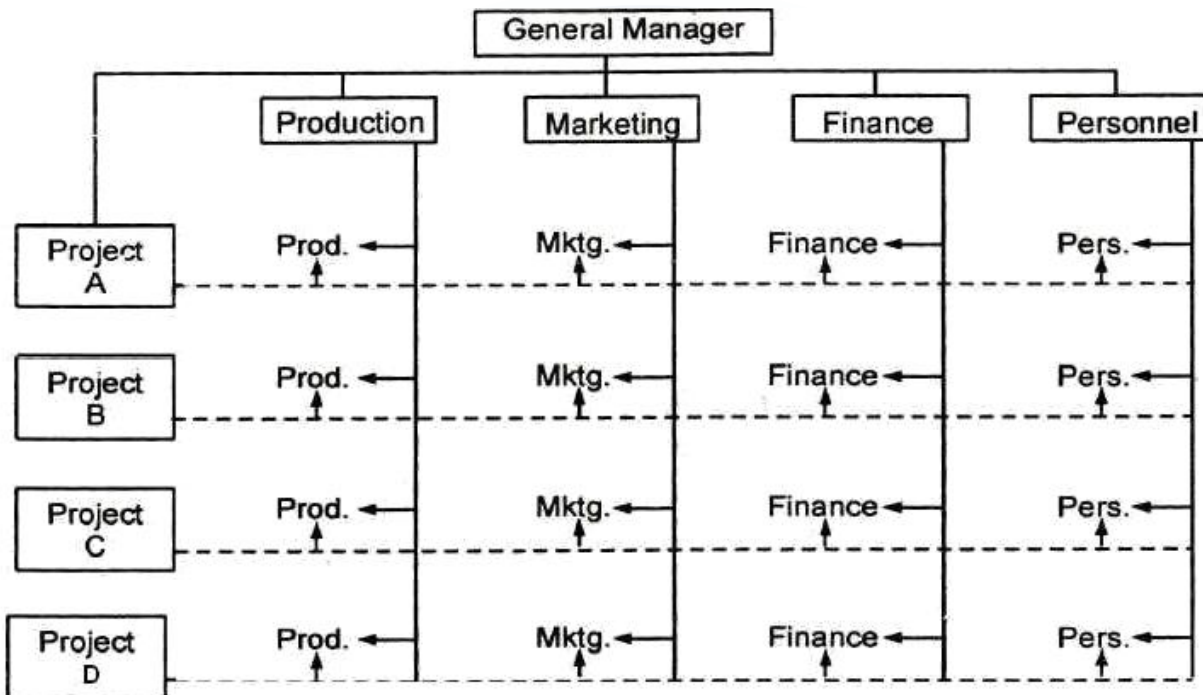 General Manager
Production Marketing Finance Personnel
Project
A
Prod. Mktg. Finance Pers.
Project
B
Prod. Mktg. Finance Pers.
Project
C
Prod. Mktg. Finance Pers.
Project
D
Prod. Mktg. Finance Pers.